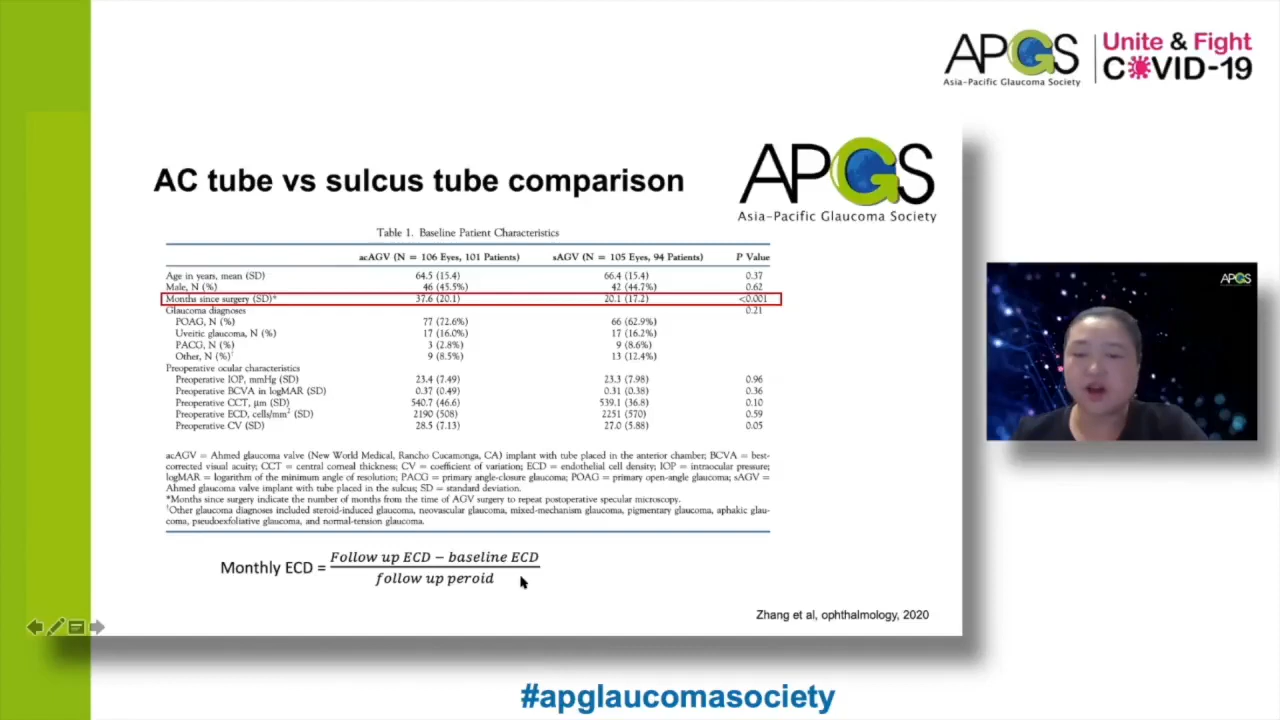 APGS
Asia-Pacific Glaucoma Society
Unite & Fight
COVID-19
AC tube vs sulcus tube comparison
APGS
Asia-Pacific Glaucoma Society
Table 1. Baseline Patient Characteristics
acAGV (N = 106 Eyes, 101 Patients) sAGV (N = 105 Eyes, 94 Patients) P Value
Age in years, mean (SD) 64.5 (15.4) 66.4 (15.4) 0.37
Male, N (%) 46 (45.5%) 42 (44.7%) 0.62
Months since surgery (SD)* 37.6 (20.1) 20.1 (17.2) <0.001
Glaucoma diagnoses 0.21
POAG, N (%) 77 (72.6%) 66 (62.9%)
Uveitic glaucoma, N (%) 17 (16.0%) 17 (16.2%)
PACG, N (%) 3 (2.8%) 9 (8.6%)
Other, N (%)† 9 (8.5%) 13 (12.4%)
Preoperative ocular characteristics
Preoperative IOP, mmHg (SD) 23.4 (7.49) 23.3 (7.98) 0.96
Preoperative BCVA in logMAR (SD) 0.37 (0.49) 0.31 (0.38) 0.36
Preoperative CCT, μm (SD) 540.7 (46.6) 539.1 (36.8) 0.10
Preoperative ECD, cells/mm² (SD) 2190 (508) 2251 (570) 0.59
Preoperative CV (SD) 28.5 (7.13) 27.0 (5.88) 0.05
acAGV = Ahmed glaucoma valve (New World Medical, Rancho Cucamonga, CA) implant with tube placed in the anterior chamber; BCVA = best-
corrected visual acuity; CCT = central corneal thickness; CV = coefficient of variation; ECD = endothelial cell density; IOP = intraocular pressure;
logMAR = logarithm of the minimum angle of resolution; PACG = primary angle-closure glaucoma; POAG = primary open-angle glaucoma; sAGV =
Ahmed glaucoma valve implant with tube placed in the sulcus; SD = standard deviation.
*Months since surgery indicate the number of months from the time of AGV surgery to repeat postoperative specular microscopy.
†Other glaucoma diagnoses included steroid-induced glaucoma, neovascular glaucoma, mixed-mechanism glaucoma, pigmentary glaucoma, aphakic glau-
coma, pseudoexfoliative glaucoma, and normal-tension glaucoma.
Monthly ECD = Follow up ECD − baseline ECD
follow up peroid
Zhang et al, ophthalmology, 2020
APGS
#apglaucomasociety